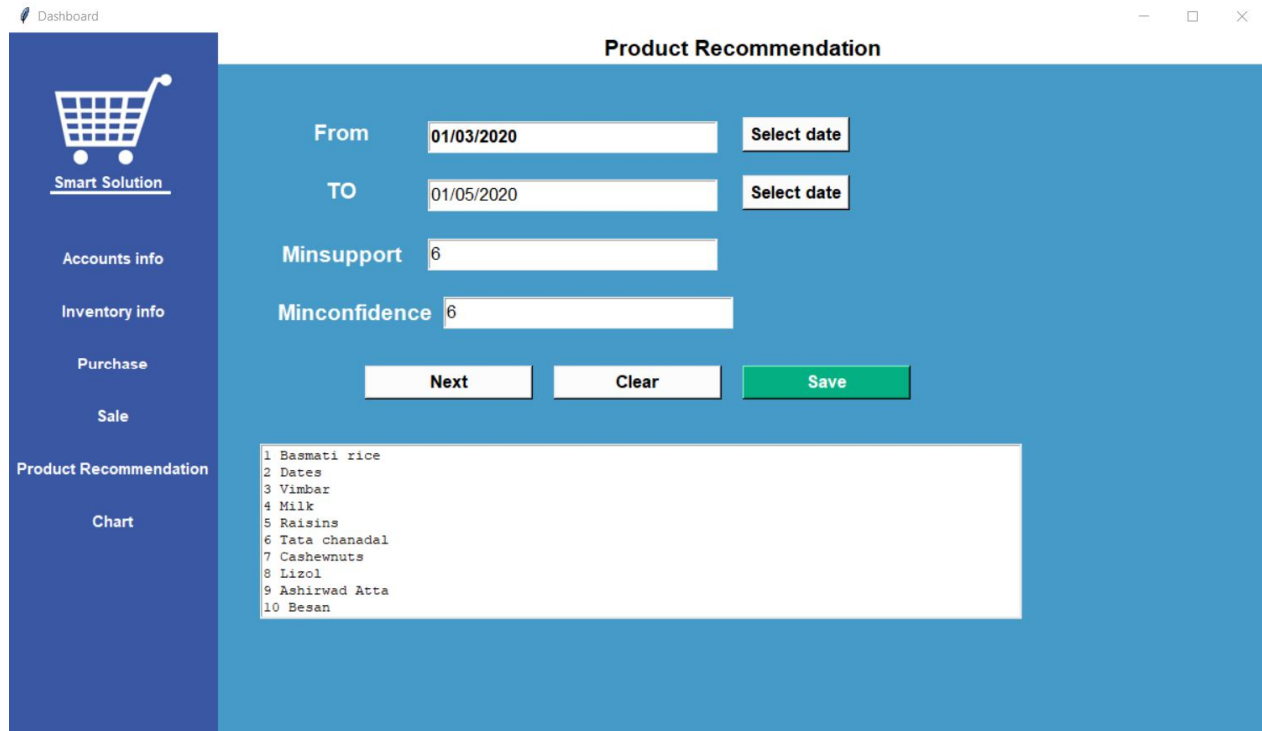 Dashboard
Product Recommendation
Smart Solution
Accounts info
Inventory info
Purchase
Sale
Product Recommendation
Chart
From 01/03/2020 Select date
TO 01/05/2020 Select date
Minsupport 6
Minconfidence 6
Next Clear Save
1 Basmati rice
2 Dates
3 Vimbar
4 Milk
5 Raisins
6 Tata chanadal
7 Cashewnuts
8 Lizol
9 Ashirwad Atta
10 Besan